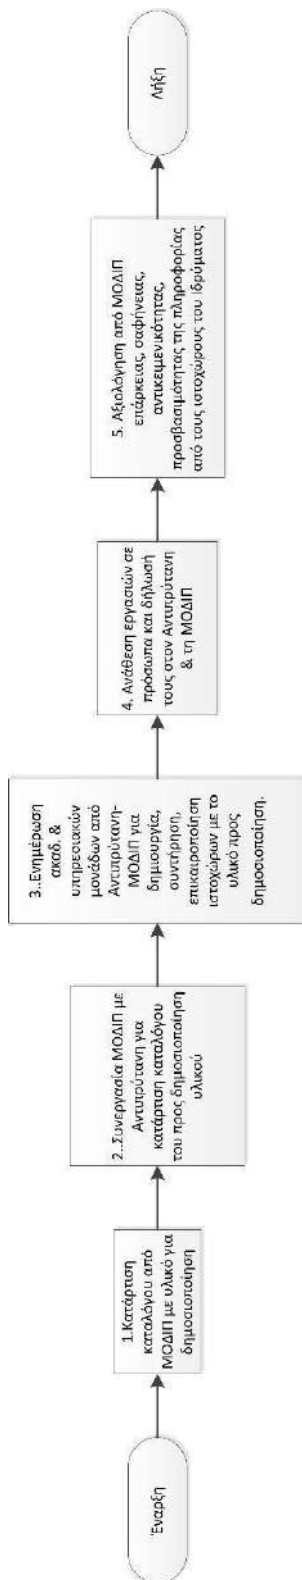 Έναρξη
1.Κατάρτιση
καταλόγου από
ΜΟΔΙΠ με υλικό για
δημοσιοποίηση
2..Συνεργασία ΜΟΔΙΠ με
Αντιπρύτανη για
κατάρτιση καταλόγου
του προς δημοσιοποίηση
υλικού
3..Ενημέρωση
ακαδ. &
υπηρεσιακών
μονάδων από
Αντιπρύτανη-
ΜΟΔΙΠ για
δημιουργία,
συντήρηση,
επικαιροποίηση
ιστοχώρων με το
υλικό προς
δημοσιοποίηση.
4. Ανάθεση εργασιών σε
πρόσωπα και δήλωσή
τους στον Αντιπρύτανη
& τη ΜΟΔΙΠ
5. Αξιολόγηση από ΜΟΔΙΠ
επάρκειας, σαφήνειας,
αντικειμενικότητας,
προσβασιμότητας της πληροφορίας
από τους ιστοχώρους του Ιδρύματος
Λήξη